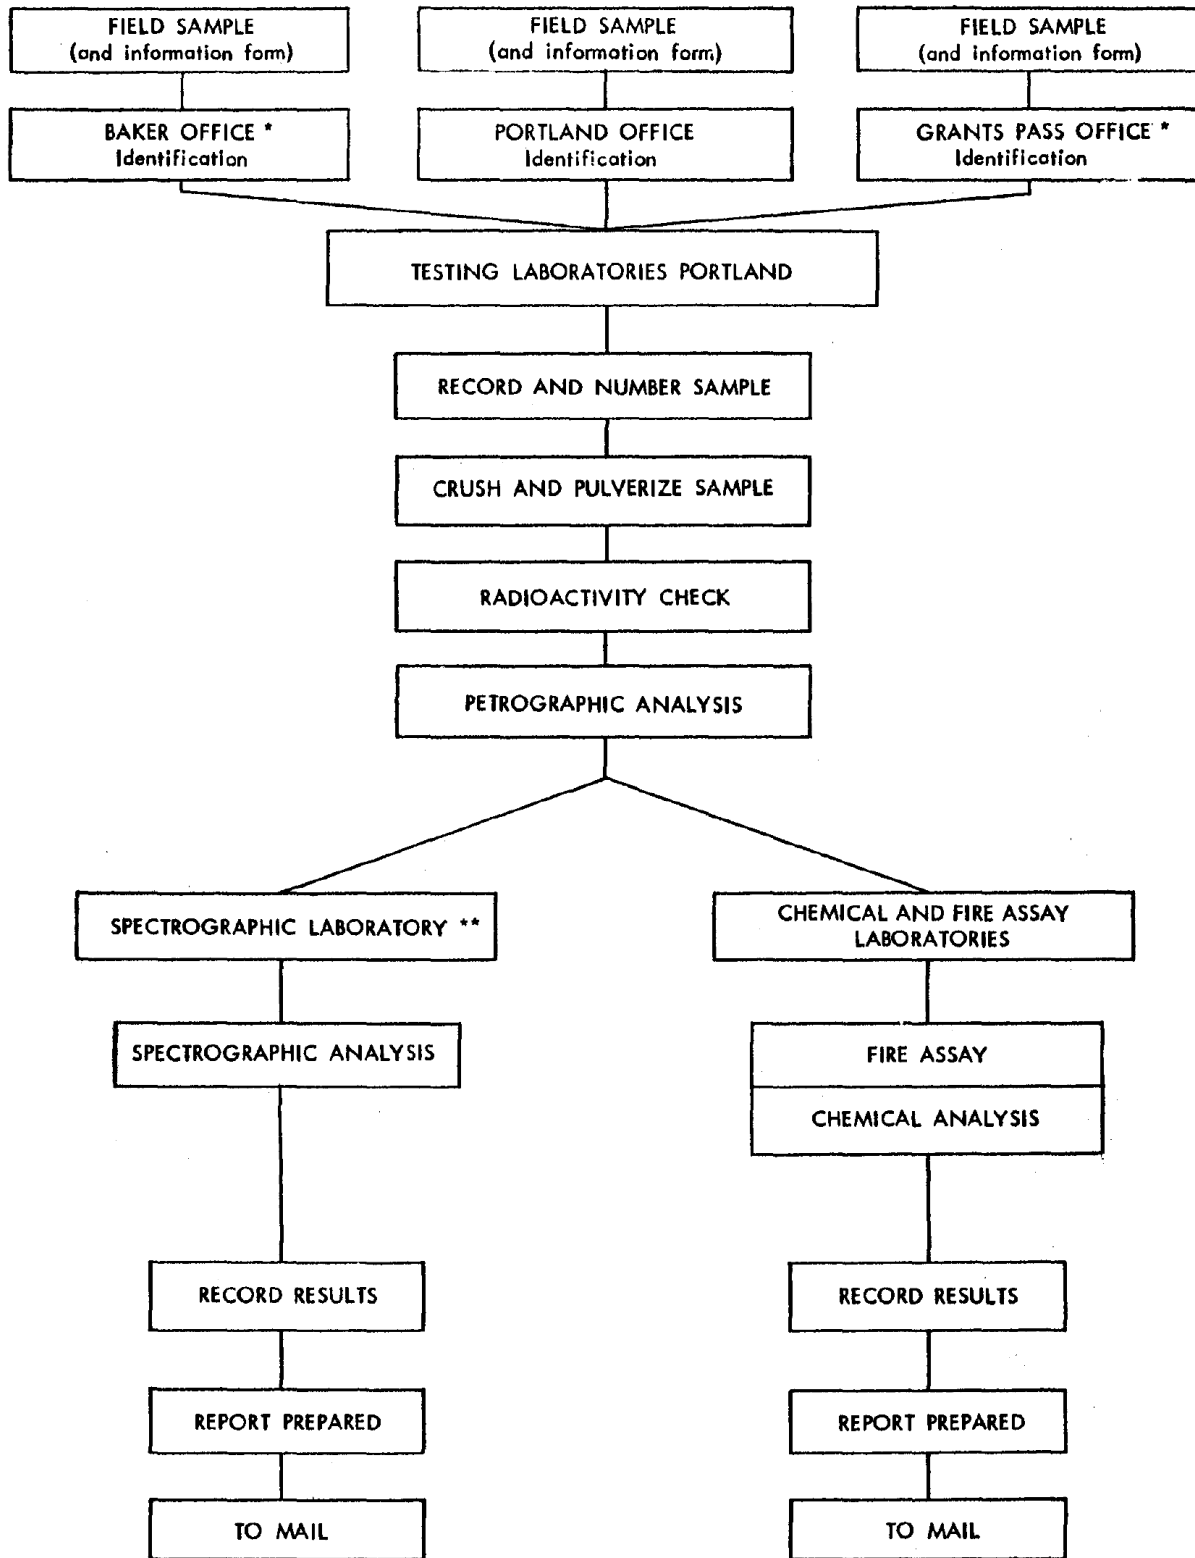 FIELD SAMPLE
(and information form)
FIELD SAMPLE
(and information form)
FIELD SAMPLE
(and information form)
BAKER OFFICE *
Identification
PORTLAND OFFICE
Identification
GRANTS PASS OFFICE *
Identification
TESTING LABORATORIES PORTLAND
RECORD AND NUMBER SAMPLE
CRUSH AND PULVERIZE SAMPLE
RADIOACTIVITY CHECK
PETROGRAPHIC ANALYSIS
SPECTROGRAPHIC LABORATORY **
CHEMICAL AND FIRE ASSAY
LABORATORIES
SPECTROGRAPHIC ANALYSIS
FIRE ASSAY
CHEMICAL ANALYSIS
RECORD RESULTS
RECORD RESULTS
REPORT PREPARED
REPORT PREPARED
TO MAIL
TO MAIL